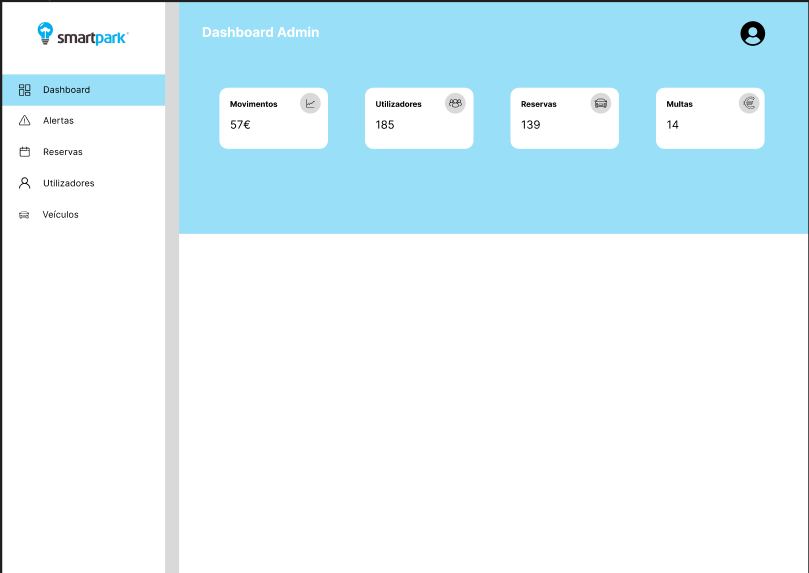 smartpark
Dashboard
Alertas
Reservas
Utilizadores
Veículos
Dashboard Admin
Movimentos
57€
Utilizadores
185
Reservas
139
Multas
14